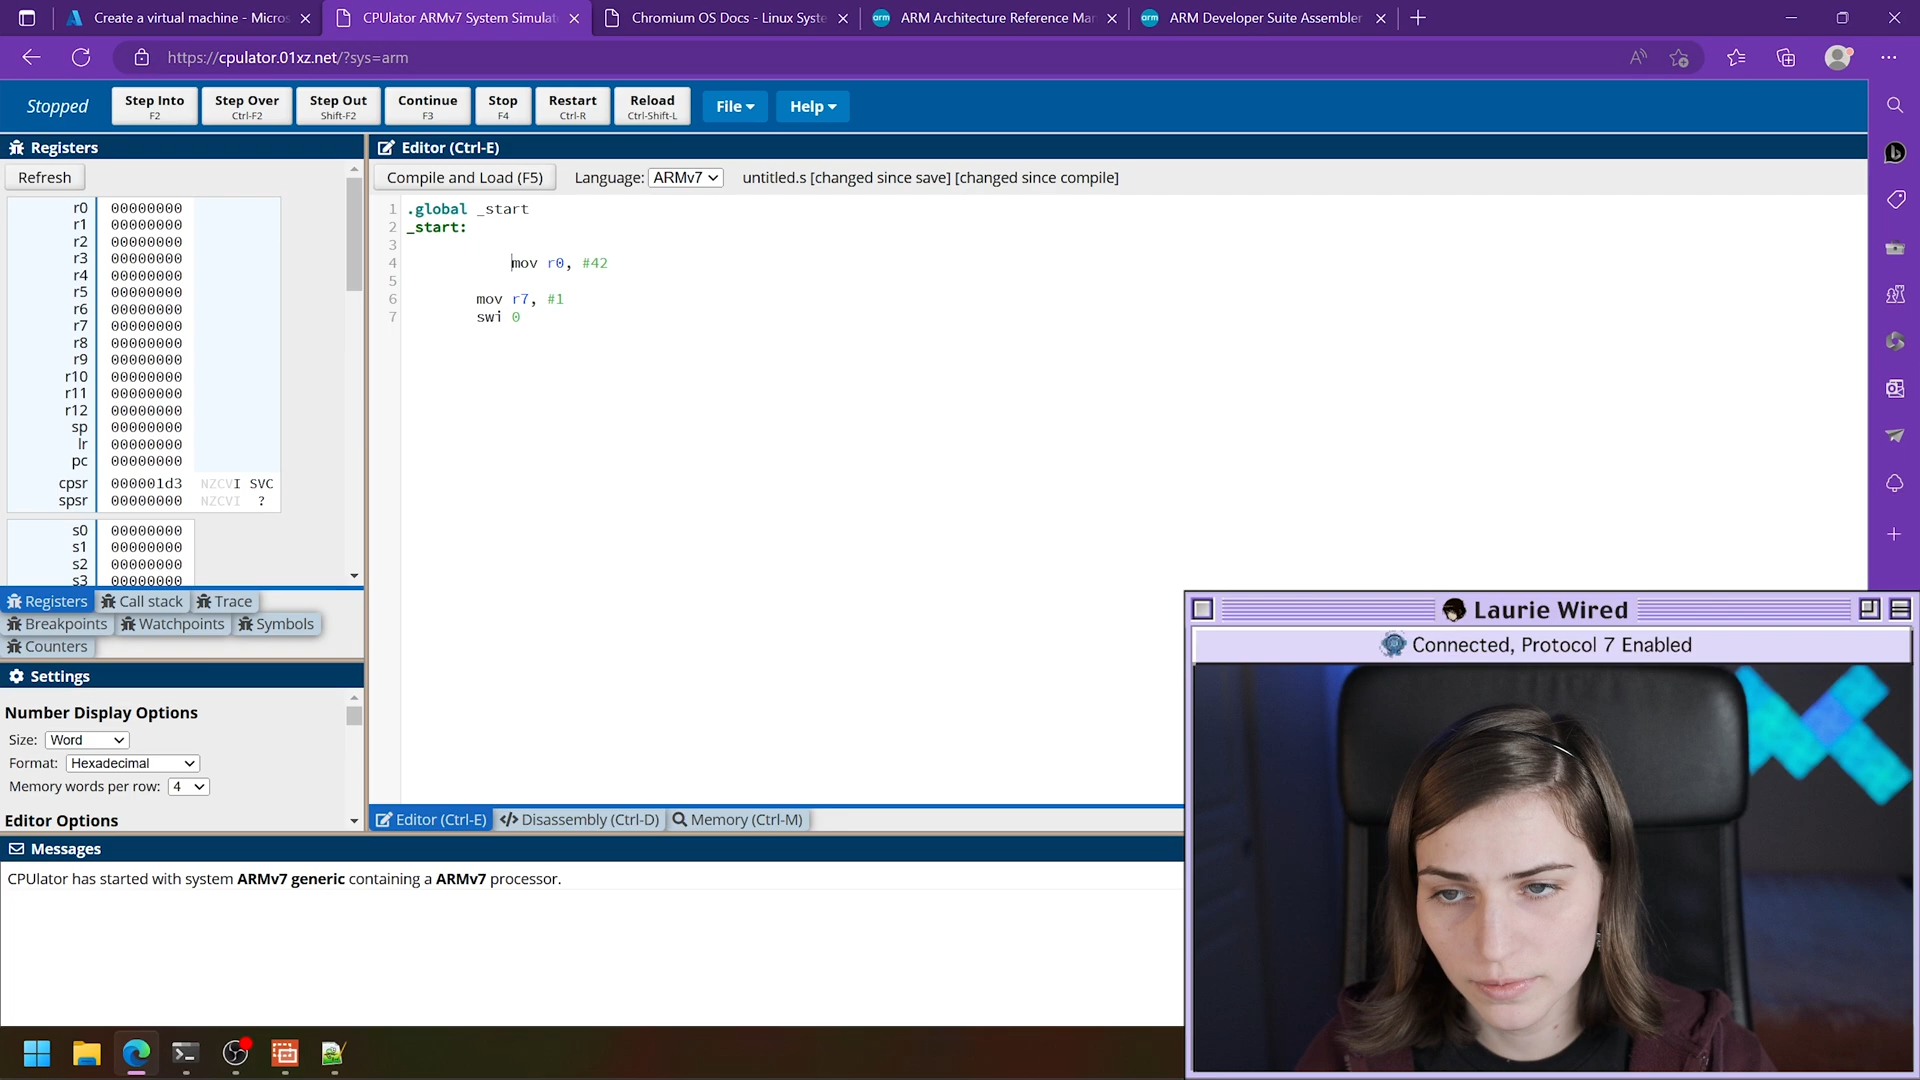 Create a virtual machine - Micros
CPUlator ARMv7 System Simulat
Chromium OS Docs - Linux Syste
ARM Architecture Reference Man
ARM Developer Suite Assembler
https://cpulator.01xz.net/?sys=arm
Stopped
Step Into
F2
Step Over
Ctrl-F2
Step Out
Shift-F2
Continue
F3
Stop
F4
Restart
Ctrl-R
Reload
Ctrl-Shift-L
File
Help
Registers
Refresh
r0 00000000
r1 00000000
r2 00000000
r3 00000000
r4 00000000
r5 00000000
r6 00000000
r7 00000000
r8 00000000
r9 00000000
r10 00000000
r11 00000000
r12 00000000
sp 00000000
lr 00000000
pc 00000000
cpsr 000001d3 NZCVI SVC
spsr 00000000 NZCVI ?
s0 00000000
s1 00000000
s2 00000000
s3 00000000
Registers Call stack Trace
Breakpoints Watchpoints Symbols
Counters
Settings
Number Display Options
Size: Word
Format: Hexadecimal
Memory words per row: 4
Editor Options
Editor (Ctrl-E)
Compile and Load (F5) Language: ARMv7 untitled.s [changed since save] [changed since compile]
1 .global _start
2 _start:
3
4 mov r0, #42
5
6 mov r7, #1
7 swi 0
Editor (Ctrl-E) Disassembly (Ctrl-D) Memory (Ctrl-M)
Messages
CPUlator has started with system ARMv7 generic containing a ARMv7 processor.
Laurie Wired
Connected, Protocol 7 Enabled